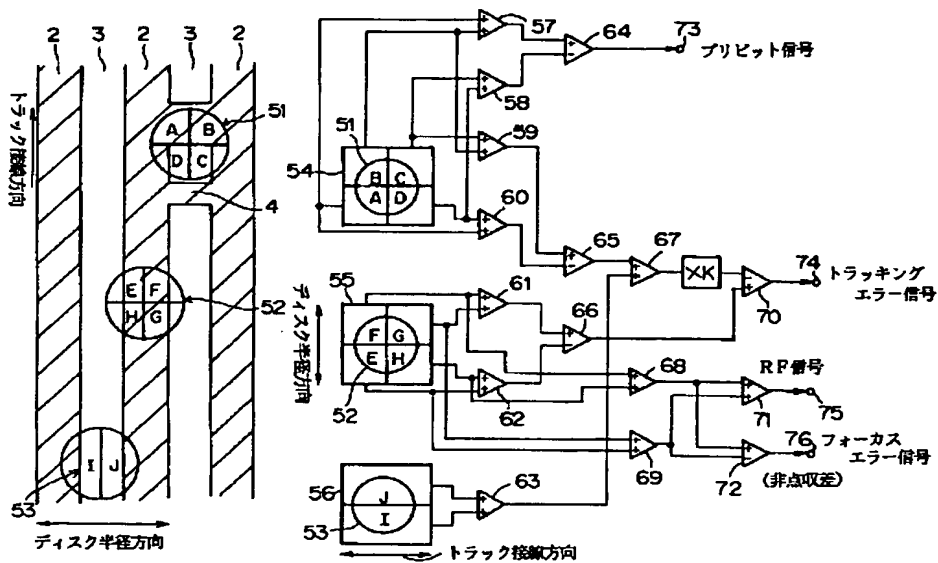 2 3 2 3 2
A B 51
D C
トラック接線方向
4
E F
H G 52
I J
53
ディスク半径方向
57
58
64
73
プリピット信号
59
51
54
B C
A D
60
65
67
XK
70
74
トラッキング
エラー信号
ディスク半径方向
55
F G
E H
52
61
62
66
68
69
RF信号
71
75
76
フォーカス
エラー信号
72
(非点収差)
56
J
I
53
63
トラック接線方向